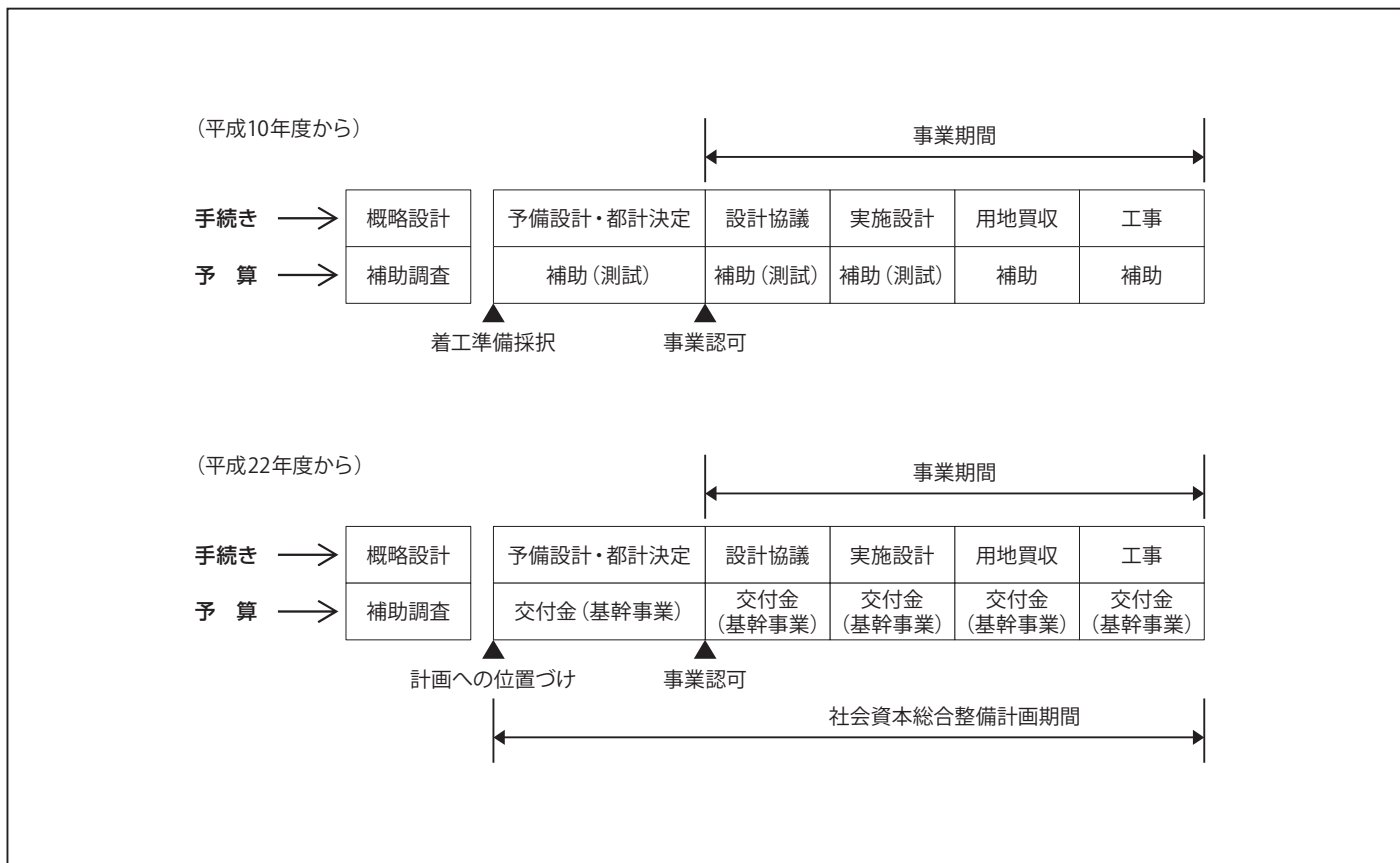 （平成10年度から）
事業期間
手続き 概略設計 予備設計・都計決定 設計協議 実施設計 用地買収 工事
予 算 補助調査 補助（測試） 補助（測試） 補助（測試） 補助 補助
着工準備採択 事業認可
（平成22年度から）
事業期間
手続き 概略設計 予備設計・都計決定 設計協議 実施設計 用地買収 工事
予 算 補助調査 交付金（基幹事業） 交付金 交付金 交付金 交付金
（基幹事業） （基幹事業） （基幹事業） （基幹事業）
計画への位置づけ 事業認可
社会資本総合整備計画期間